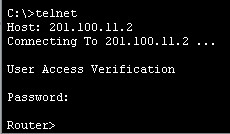 C:\>telnet
Host: 201.100.11.2
Connecting To 201.100.11.2 ...
User Access Verification
Password:
Router>